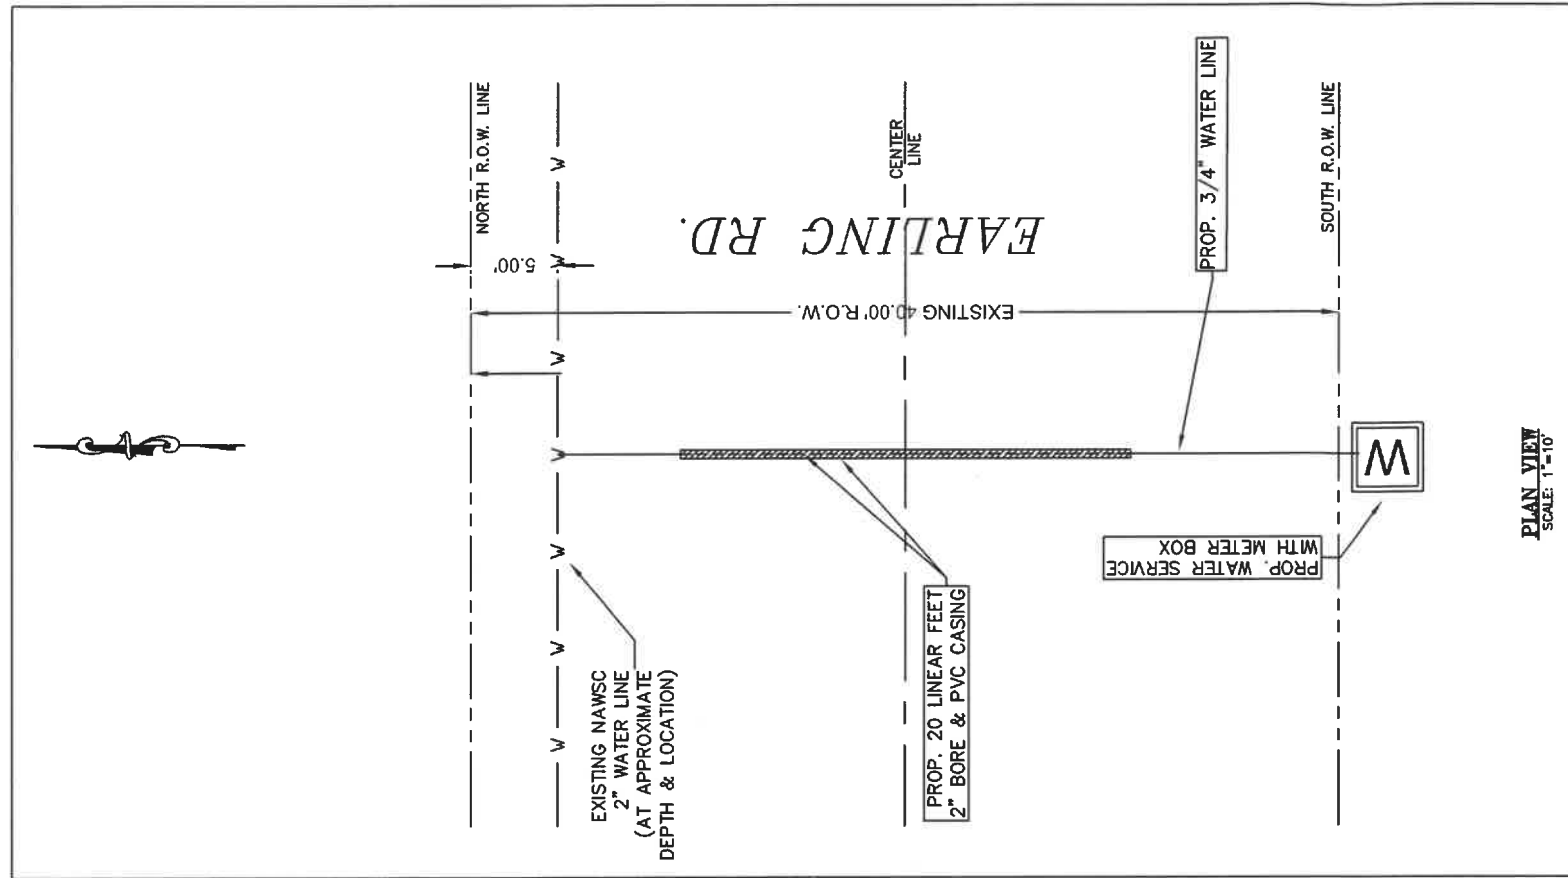 NORTH R.O.W. LINE
W
W
W
W
W
W
W
5.00'
EXISTING 40.00' R.O.W.
EARLING RD.
CENTER
LINE
PROP. 3/4" WATER LINE
SOUTH R.O.W. LINE
EXISTING NAWSC
2" WATER LINE
(AT APPROXIMATE
DEPTH & LOCATION)
PROP. 20 LINEAR FEET
2" BORE & PVC CASING
PROP. WATER SERVICE
WITH METER BOX
W
PLAN VIEW
SCALE: 1"=10'